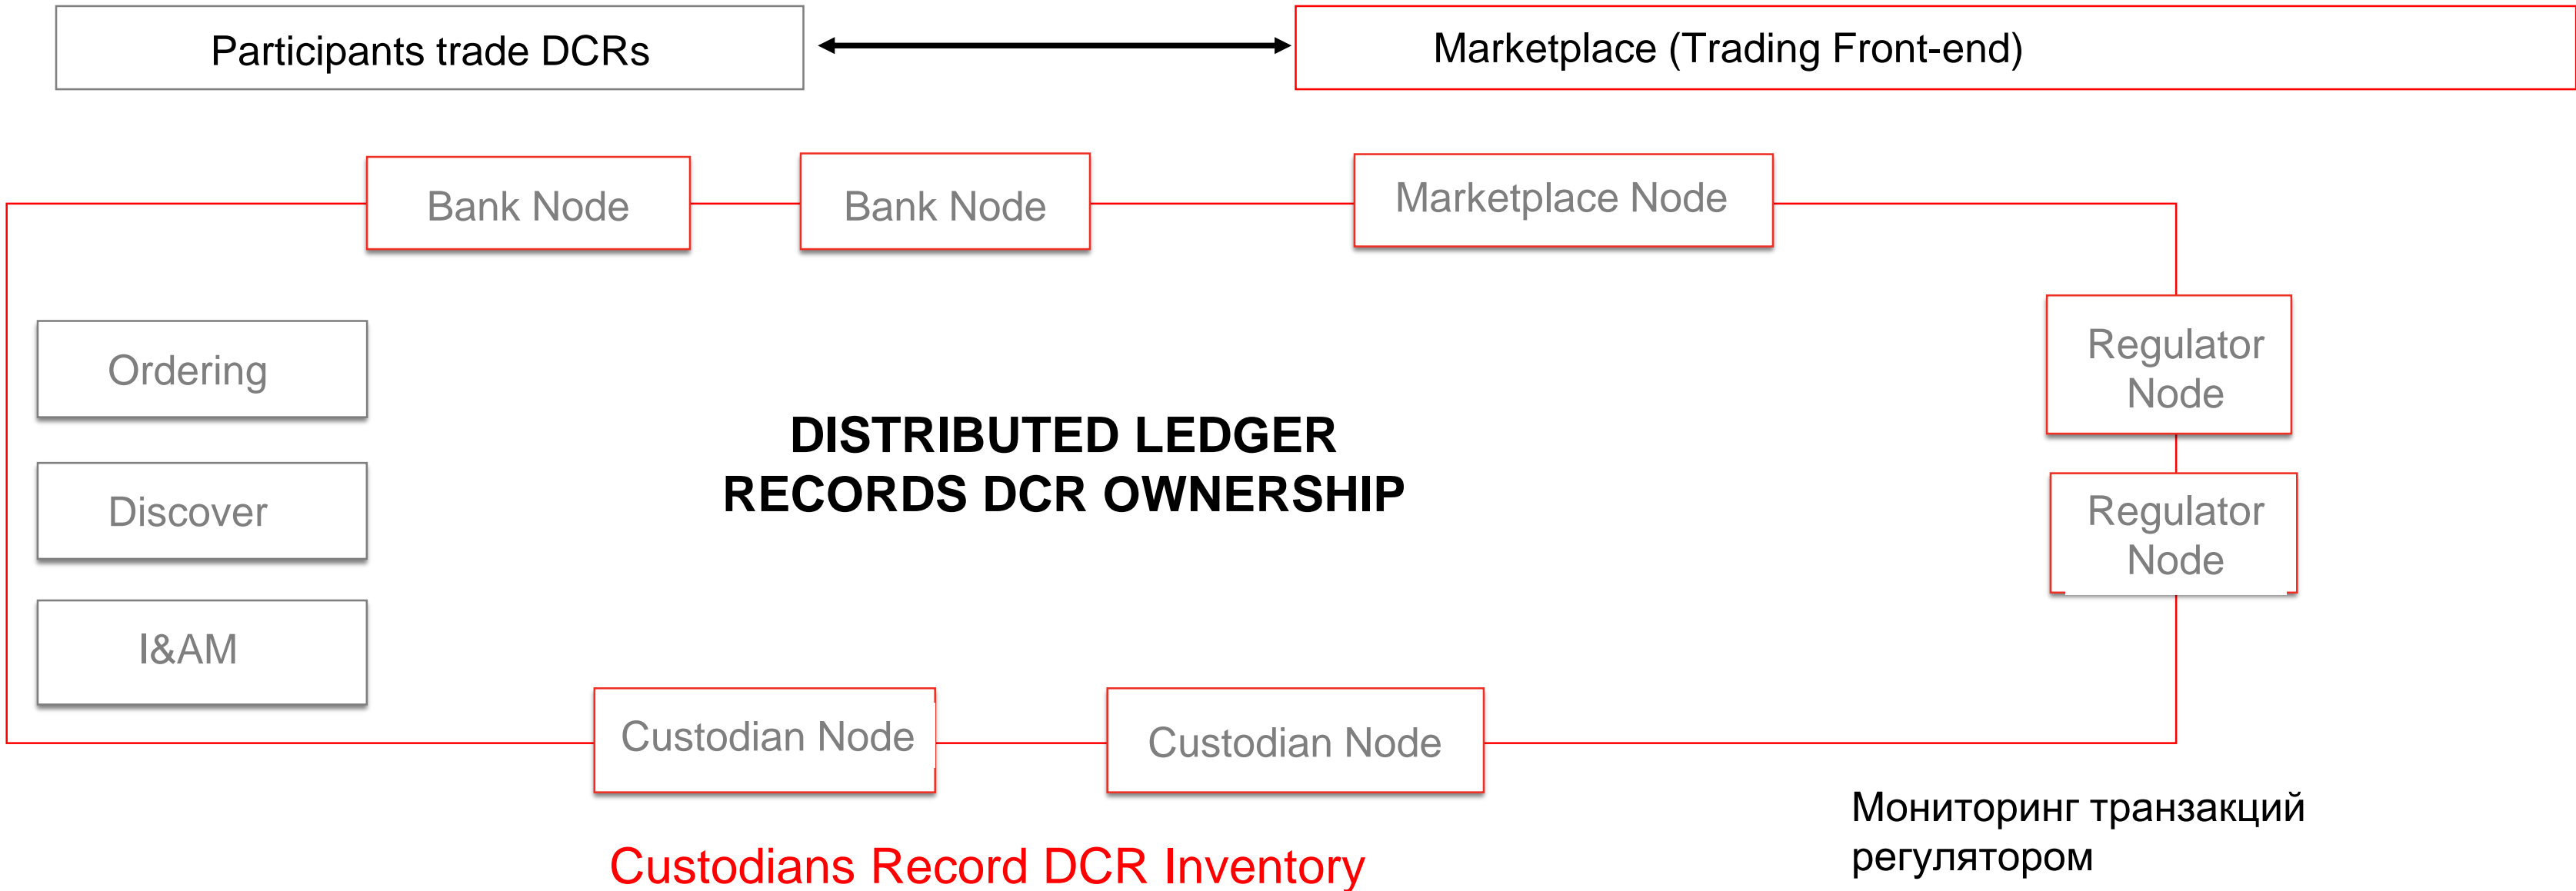 Participants trade DCRs
Marketplace (Trading Front-end)
Bank Node
Bank Node
Marketplace Node
Regulator
Node
Ordering
DISTRIBUTED LEDGER
RECORDS DCR OWNERSHIP
Discover
Regulator
Node
I&AM
Custodian Node
Custodian Node
Мониторинг транзакций
регулятором
Custodians Record DCR Inventory